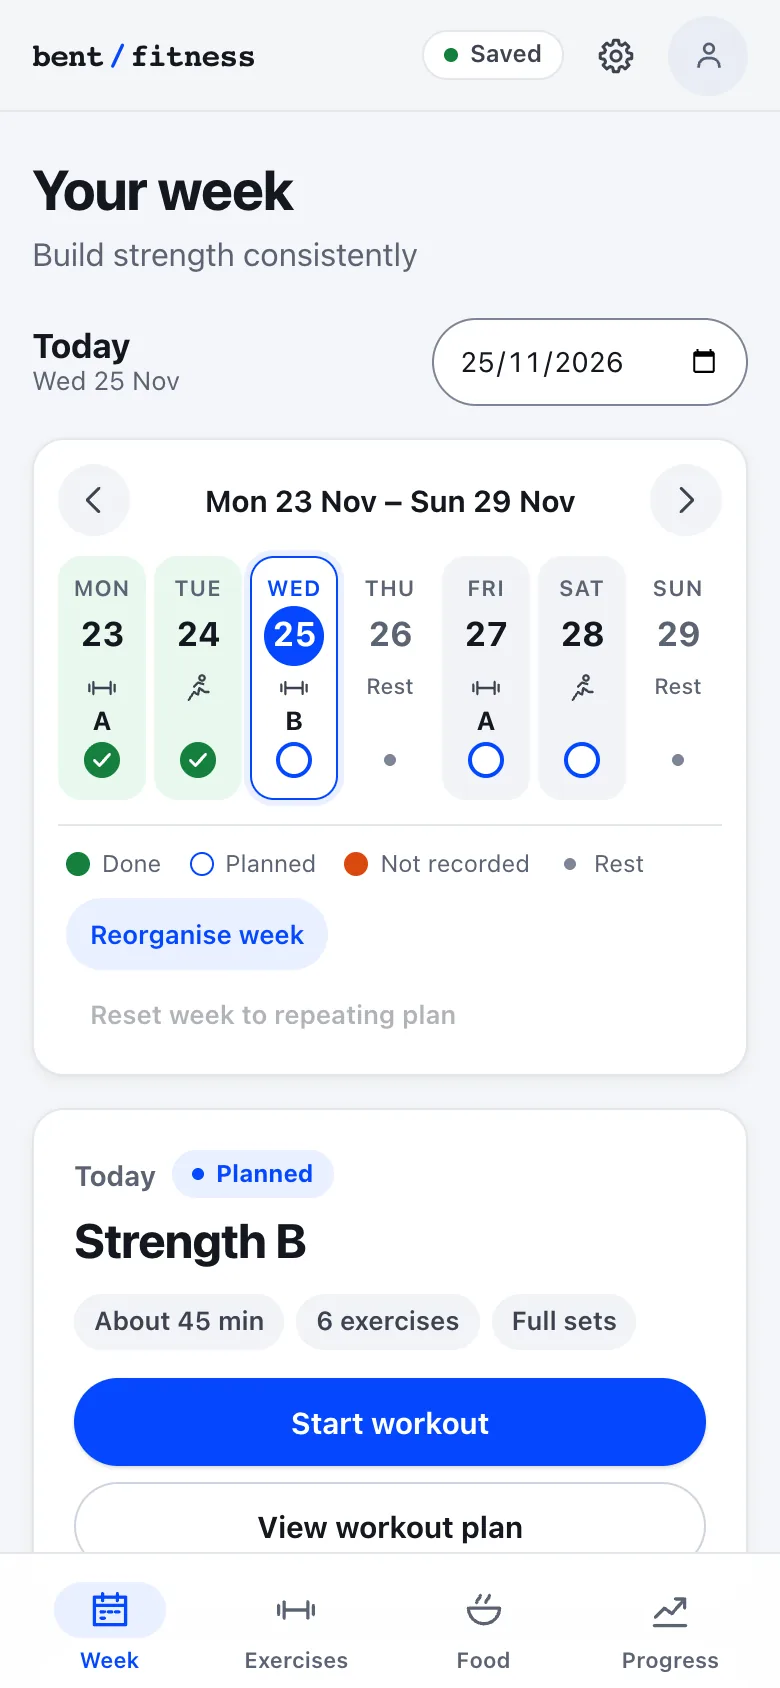 bent/fitness
Saved
Your week
Build strength consistently
Today
Wed 25 Nov
25/11/2026
Mon 23 Nov – Sun 29 Nov
MON TUE WED THU FRI SAT SUN
23 24 25 26 27 28 29
Rest Rest
A B A
Done Planned Not recorded Rest
Reorganise week
Reset week to repeating plan
Today Planned
Strength B
About 45 min 6 exercises Full sets
Start workout
View workout plan
Week Exercises Food Progress